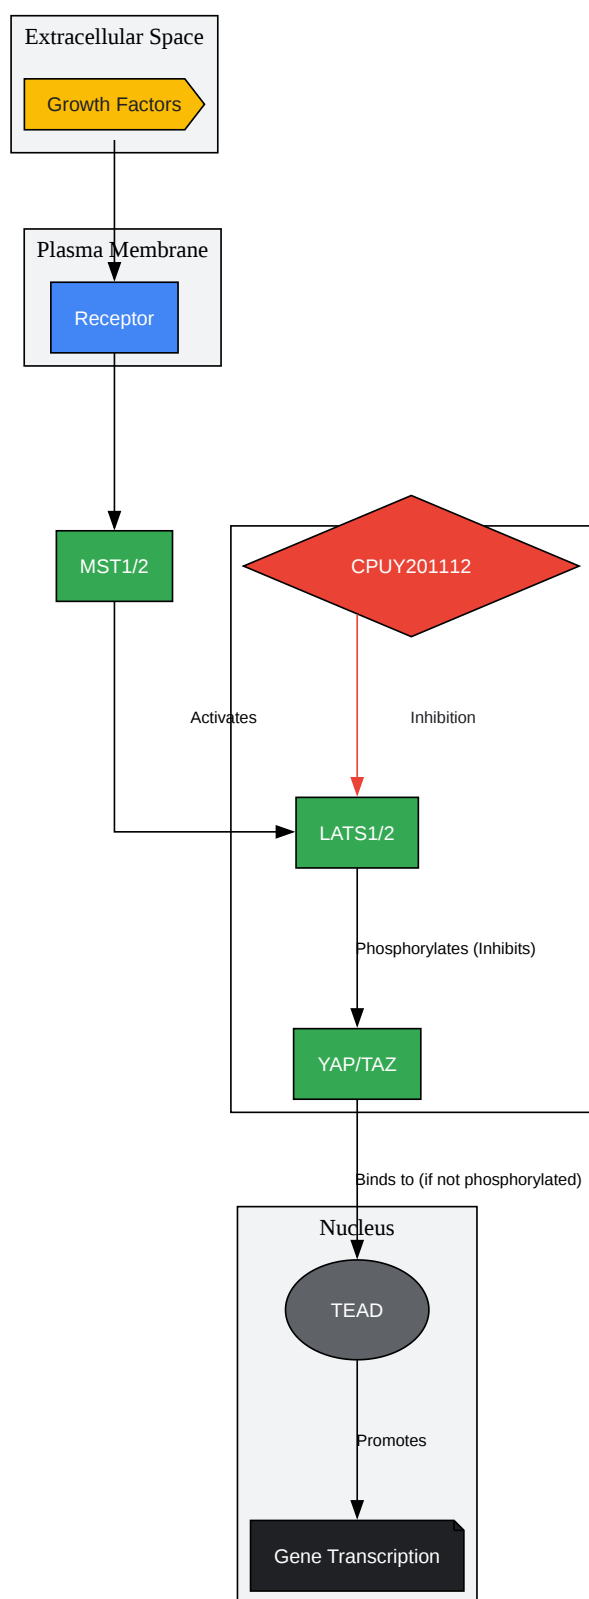 Extracellular Space
Growth Factors
Plasma Membrane
Receptor
MST1/2
CPUY201112
Activates
Inhibition
LATS1/2
Phosphorylates (Inhibits)
YAP/TAZ
Binds to (if not phosphorylated)
Nucleus
TEAD
Promotes
Gene Transcription